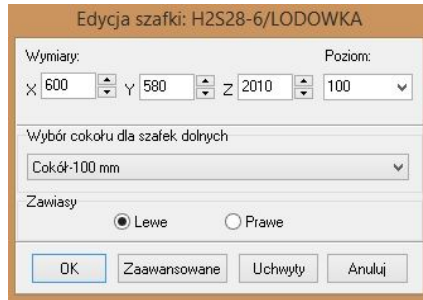 Edycja szafki: H2S28-6/LODOWKA
Wymiary: Poziom:
X 600 Y 580 Z 2010 100
Wybór cokołu dla szafek dolnych
Cokół-100 mm
Zawiasy
Lewe Prawe
OK Zaawansowane Uchwyty Anuluj